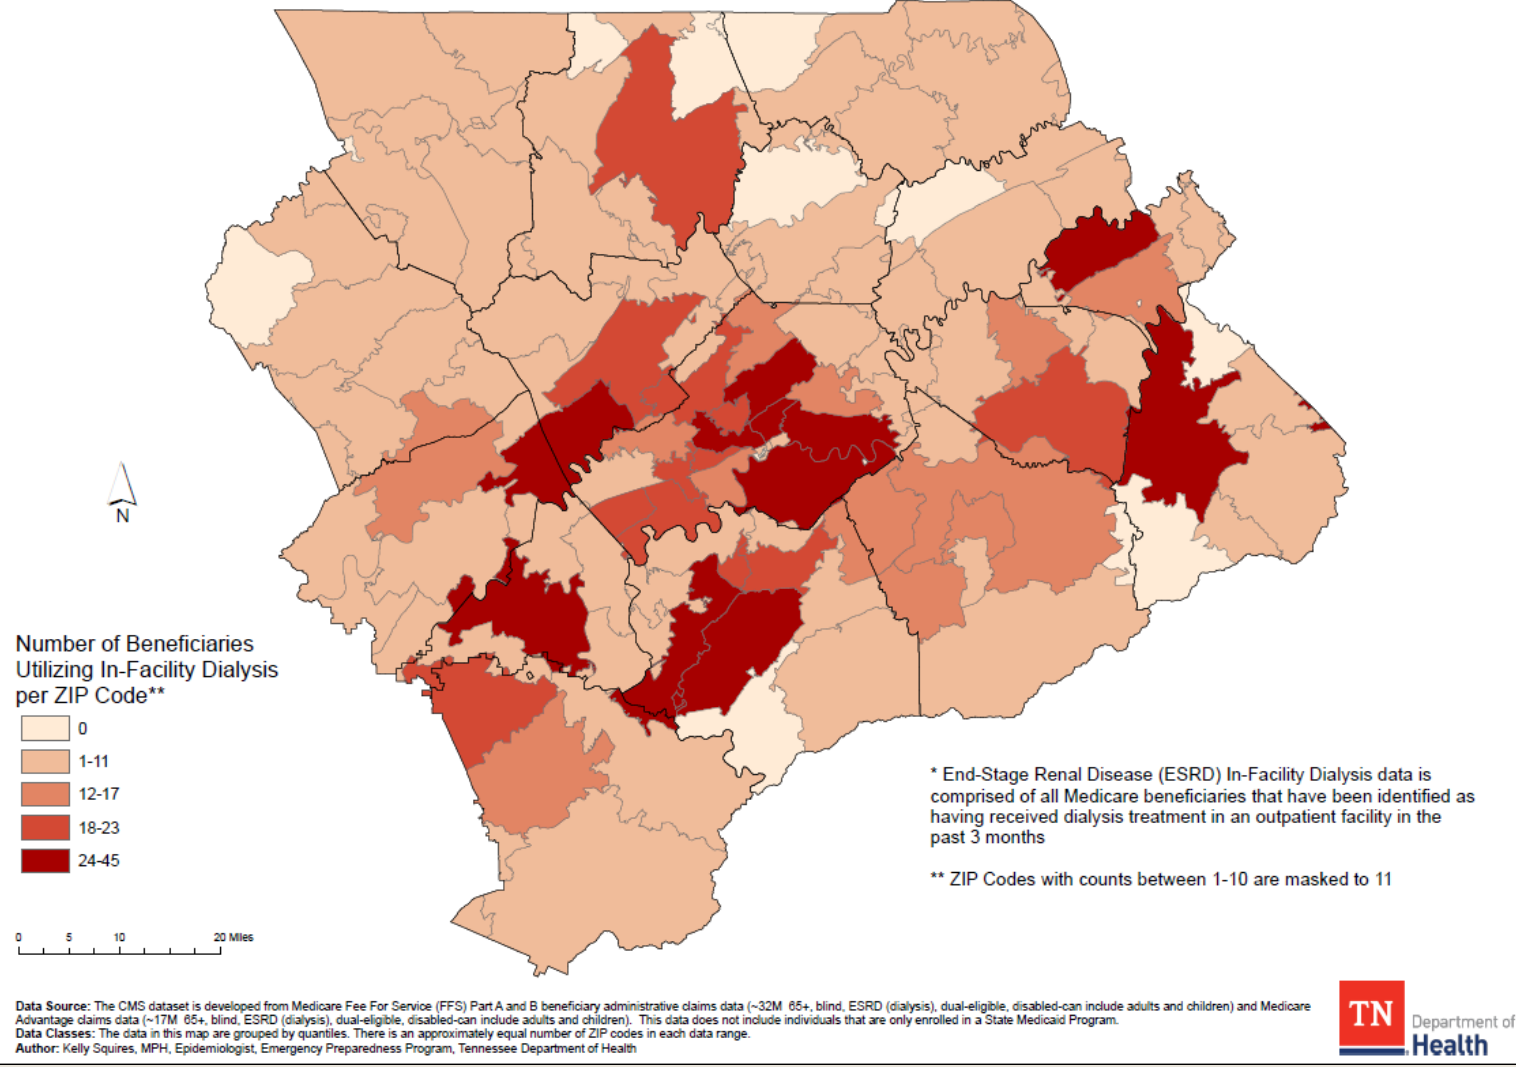 N
Number of Beneficiaries
Utilizing In-Facility Dialysis
per ZIP Code**
0
1-11
12-17
18-23
24-45
0 5 10 20 Miles
* End-Stage Renal Disease (ESRD) In-Facility Dialysis data is
comprised of all Medicare beneficiaries that have been identified as
having received dialysis treatment in an outpatient facility in the
past 3 months
** ZIP Codes with counts between 1-10 are masked to 11
Data Source: The CMS dataset is developed from Medicare Fee For Service (FFS) Part A and B beneficiary administrative claims data (~32M 65+, blind, ESRD (dialysis), dual-eligible, disabled-can include adults and children) and Medicare
Advantage claims data (~17M 65+, blind, ESRD (dialysis), dual-eligible, disabled-can include adults and children). This data does not include individuals that are only enrolled in a State Medicaid Program.
Data Classes: The data in this map are grouped by quantiles. There is an approximately equal number of ZIP codes in each data range.
Author: Kelly Squires, MPH, Epidemiologist, Emergency Preparedness Program, Tennessee Department of Health
TN
Department of
Health